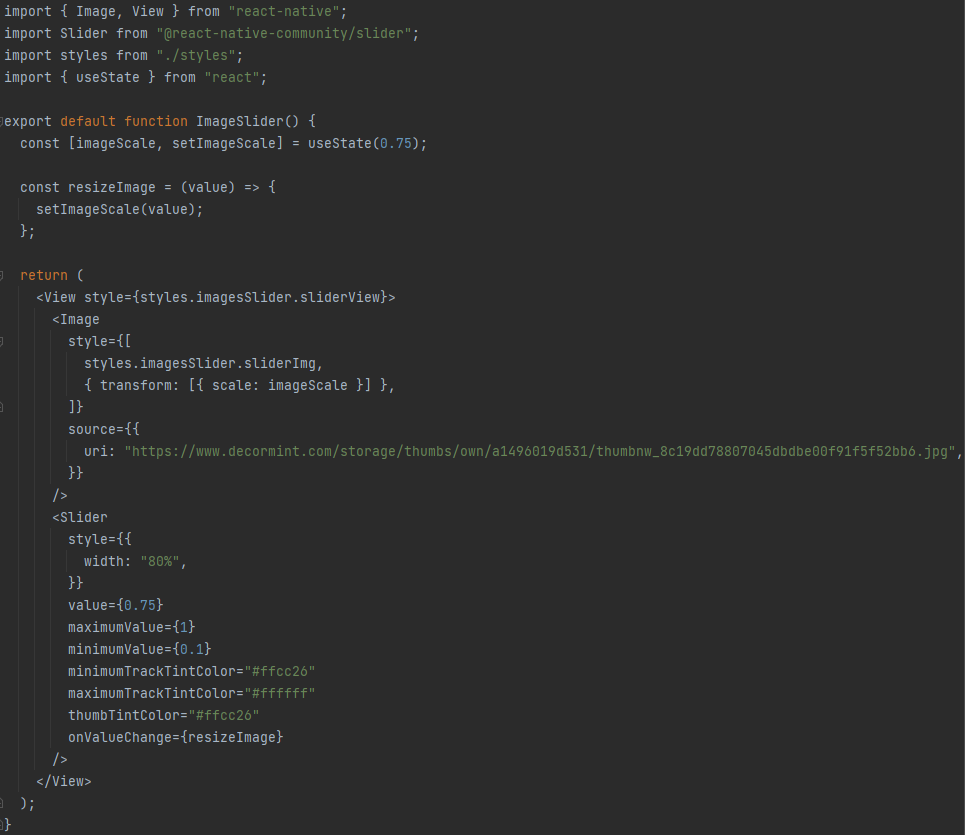 import { Image, View } from "react-native";
import Slider from "@react-native-community/slider";
import styles from "./styles";
import { useState } from "react";

export default function ImageSlider() {
  const [imageScale, setImageScale] = useState(0.75);

  const resizeImage = (value) => {
    setImageScale(value);
  };

  return (
    <View style={styles.imagesSlider.sliderView}>
      <Image
        style={[
          styles.imagesSlider.sliderImg,
          { transform: [{ scale: imageScale }] },
        ]}
        source={{
          uri: "https://www.decormint.com/storage/thumbs/own/a1496019d531/thumbnw_8c19dd78807045dbdbe00f91f5f52bb6.jpg",
        }}
      />
      <Slider
        style={{
          width: "80%",
        }}
        value={0.75}
        maximumValue={1}
        minimumValue={0.1}
        minimumTrackTintColor="#ffcc26"
        maximumTrackTintColor="#ffffff"
        thumbTintColor="#ffcc26"
        onValueChange={resizeImage}
      />
    </View>
  );
}